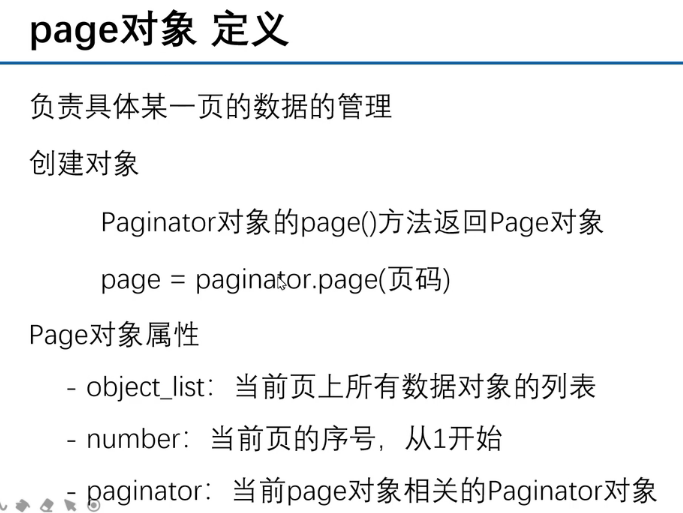 page对象 定义
负责具体某一页的数据的管理
创建对象
Paginator对象的page()方法返回Page对象
page = paginator.page(页码)
Page对象属性
- object_list：当前页上所有数据对象的列表
- number：当前页的序号，从1开始
- paginator：当前page对象相关的Paginator对象